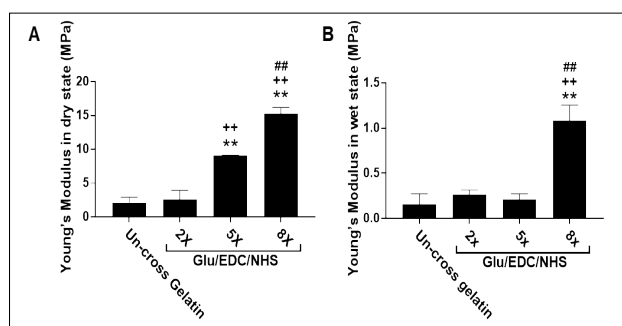 A
Young's Modulus in dry state (MPa)
20
15
10
5
0
++
**
##
++
**
Un-cross Gelatin
2X
5X
8X
Glu/EDC/NHS
B
Young's Modulus in wet state (MPa)
1.5
1.0
0.5
0.0
##
++
**
Un-cross gelatin
2x
5x
8x
Glu/EDC/NHS